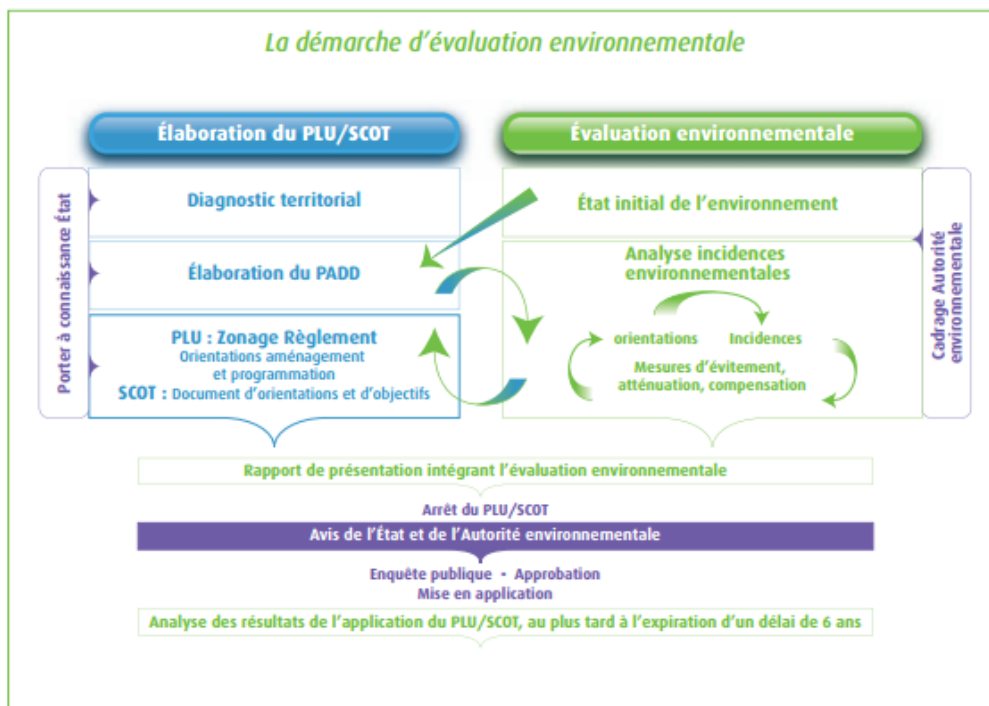 La démarche d'évaluation environnementale
Élaboration du PLU/SCOT
Évaluation environnementale
Porter à connaissance État
Diagnostic territorial
État initial de l'environnement
Élaboration du PADD
Analyse incidences
environnementales
orientations
Incidences
Mesures d'évitement,
atténuation, compensation
PLU : Zonage Règlement
Orientations aménagement
et programmation
SCOT : Document d'orientations et d'objectifs
Cadrage Autorité
environnementale
Rapport de présentation intégrant l'évaluation environnementale
Arrêt du PLU/SCOT
Avis de l'État et de l'Autorité environnementale
Enquête publique • Approbation
Mise en application
Analyse des résultats de l'application du PLU/SCOT, au plus tard à l'expiration d'un délai de 6 ans